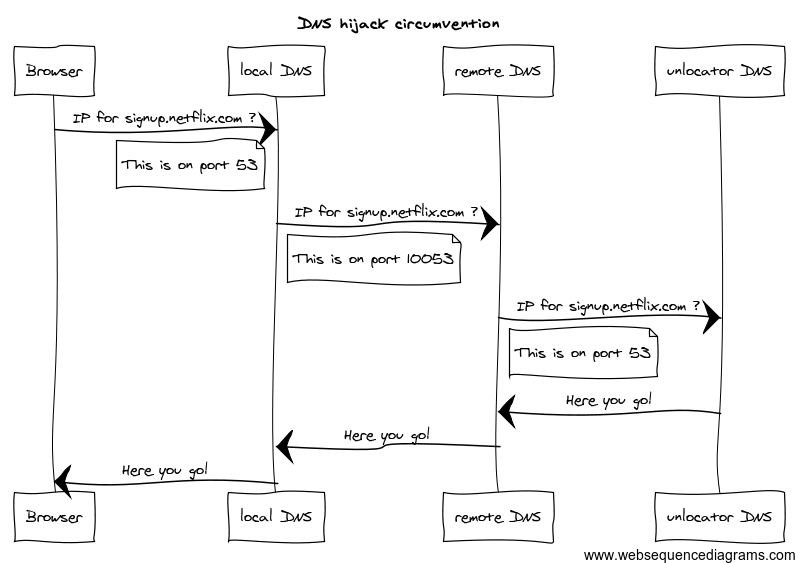 DNS hijack circumvention
Browser
local DNS
remote DNS
unlocator DNS
IP for signup.netflix.com ?
This is on port 53
IP for signup.netflix.com ?
This is on port 10053
IP for signup.netflix.com ?
This is on port 53
Here you go!
Here you go!
Here you go!
Browser
local DNS
remote DNS
unlocator DNS
www.websequencediagrams.com